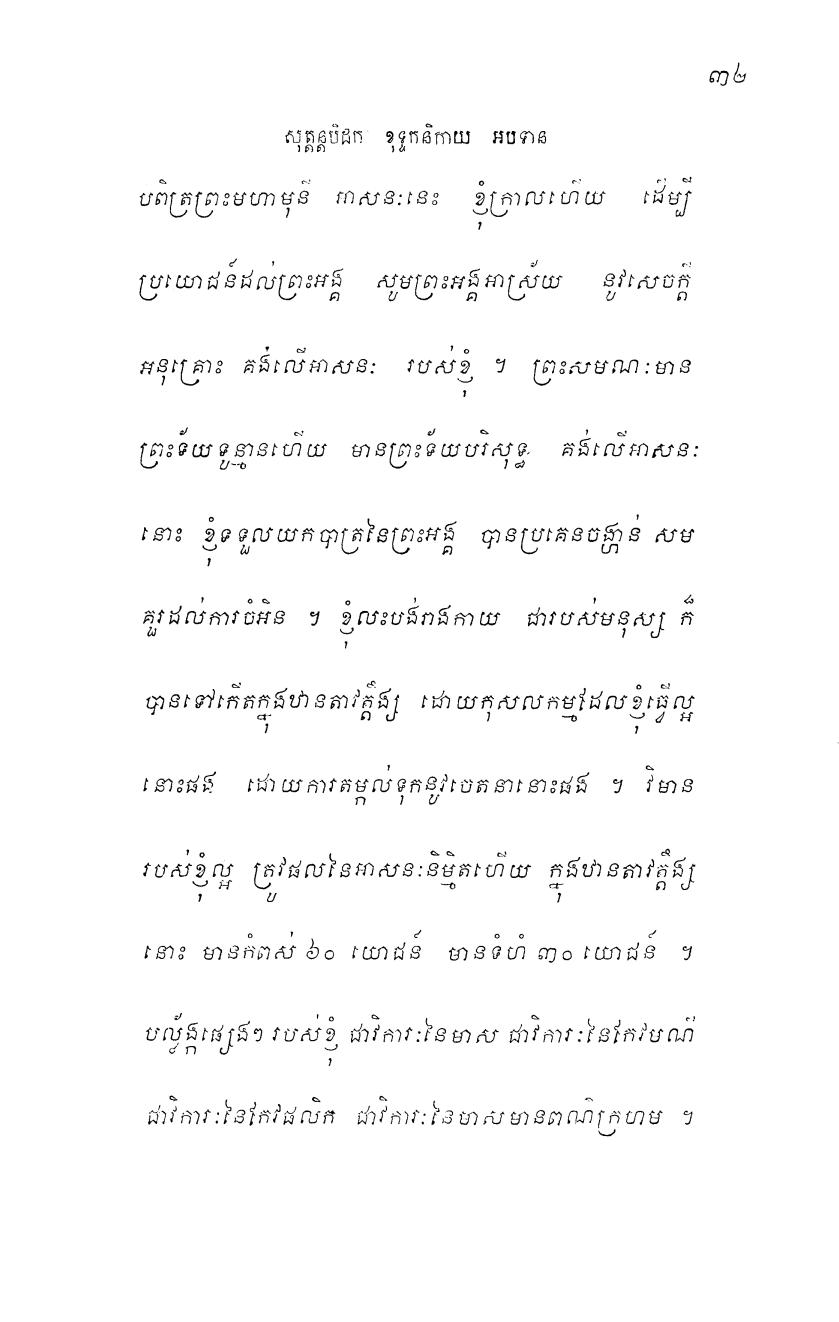 ៣៤
សុត្តន្តបិដក ខុទ្ទកនិកាយ អបទាន
បពិត្រព្រះមហាមុនី អាសនៈនេះ ខ្ញុំក្រាលហើយ ដើម្បី
ប្រយោជន៍ដល់ព្រះអង្គ សូមព្រះអង្គអាស្រ័យ នូវសេចក្តី
អនុគ្រោះ គង់លើអាសនៈ របស់ខ្ញុំ ។ ព្រះសមណៈមាន
ព្រះទ័យទូន្មានហើយ មានព្រះទ័យបរិសុទ្ធ គង់លើអាសនៈ
នោះ ខ្ញុំទទួលយកបាត្រនៃព្រះអង្គ បានប្រគេនចង្ហាន់ សម
គួរដល់ការចំអិន ។ ខ្ញុំលះបង់រាងកាយ ជារបស់មនុស្ស ក៏
បានទៅកើតក្នុងឋានតាវត្តឹង្ស ដោយកុសលកម្មដែលខ្ញុំធ្វើល្អ
នោះផង ដោយការតម្កល់ទុកនូវចេតនានោះផង ។ វិមាន
របស់ខ្ញុំល្អ ត្រូវផលនៃអាសនៈនិម្មិតហើយ ក្នុងឋានតាវត្តឹង្ស
នោះ មានកំពស់ ៦០ យោជន៍ មានទំហំ ៣០ យោជន៍ ។
បល្ល័ង្កផ្សេងៗ របស់ខ្ញុំ ជាវិការៈនៃមាស ជាវិការៈនៃកែវមណី
ជាវិការៈនៃកែវផលិក ជាវិការៈនៃមាសមានពណ៌ក្រហម ។